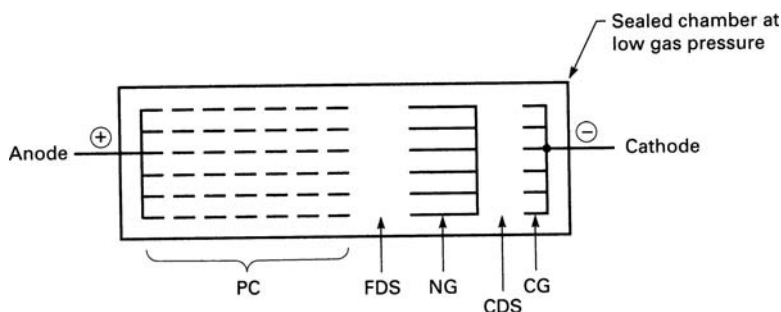 Sealed chamber at
low gas pressure
Anode
+
−
Cathode
PC
FDS
NG
CDS
CG